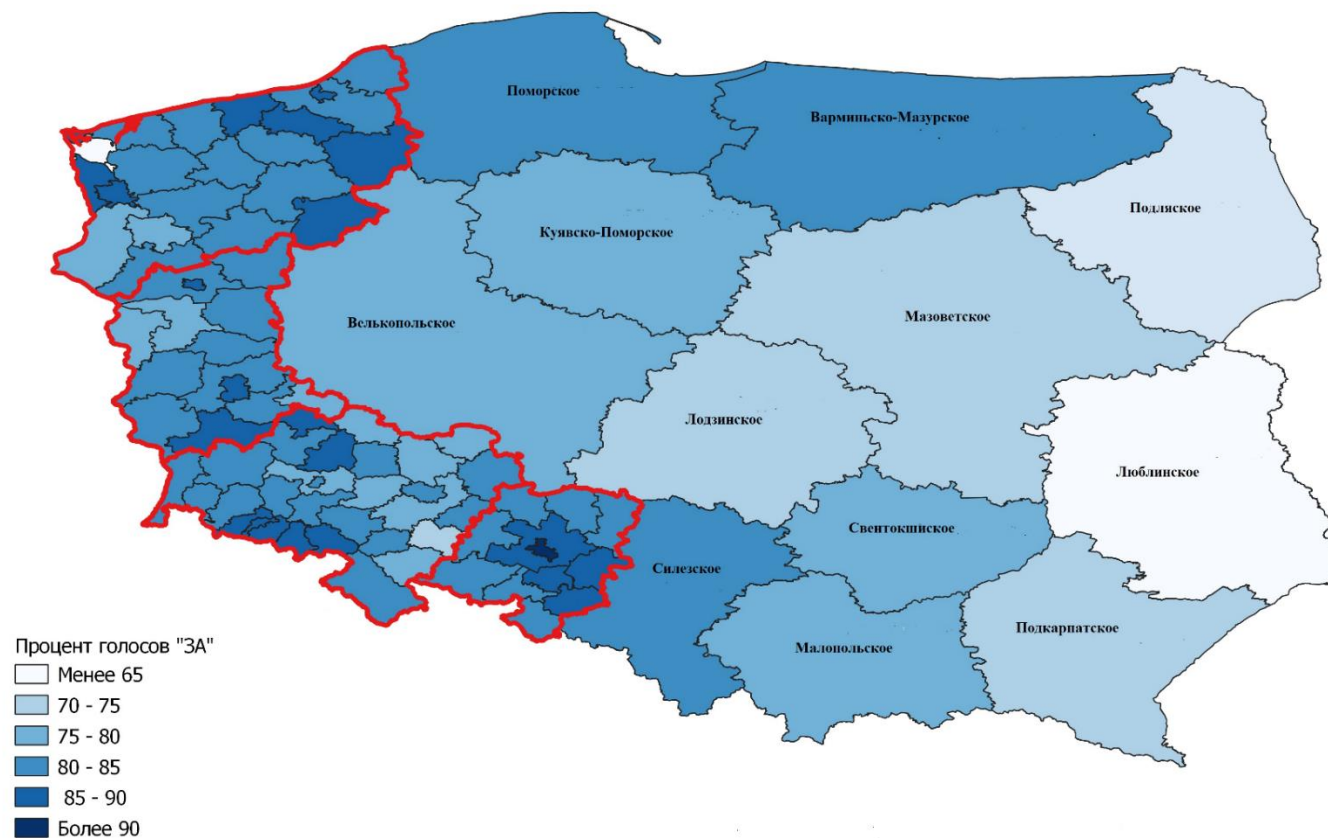 Поморское
Варминьско-Мазурское
Подляское
Куявско-Поморское
Велькопольское
Мазоветское
Лодзинское
Люблинское
Свентокшиское
Силезское
Подкарпатское
Малопольское
Процент голосов "ЗА"
Менее 65
70 - 75
75 - 80
80 - 85
85 - 90
Более 90